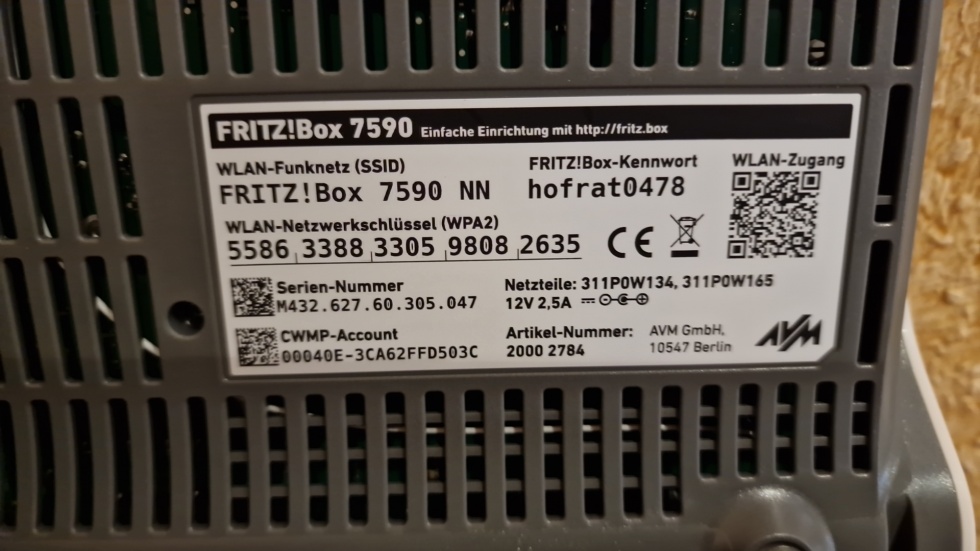 FRITZ!Box 7590 Einfache Einrichtung mit http://fritz.box
WLAN-Funknetz (SSID)
FRITZ!Box 7590 NN
FRITZ!Box-Kennwort
hofrat0478
WLAN-Zugang
WLAN-Netzwerkschlüssel (WPA2)
5586 3388 3305 9808 2635
CE
Serien-Nummer
M432.627.60.305.047
Netzteile: 311P0W134, 311P0W165
12V 2,5A
CWMP-Account
00040E-3CA62FFD503C
Artikel-Nummer:
2000 2784
AVM GmbH,
10547 Berlin
AVM